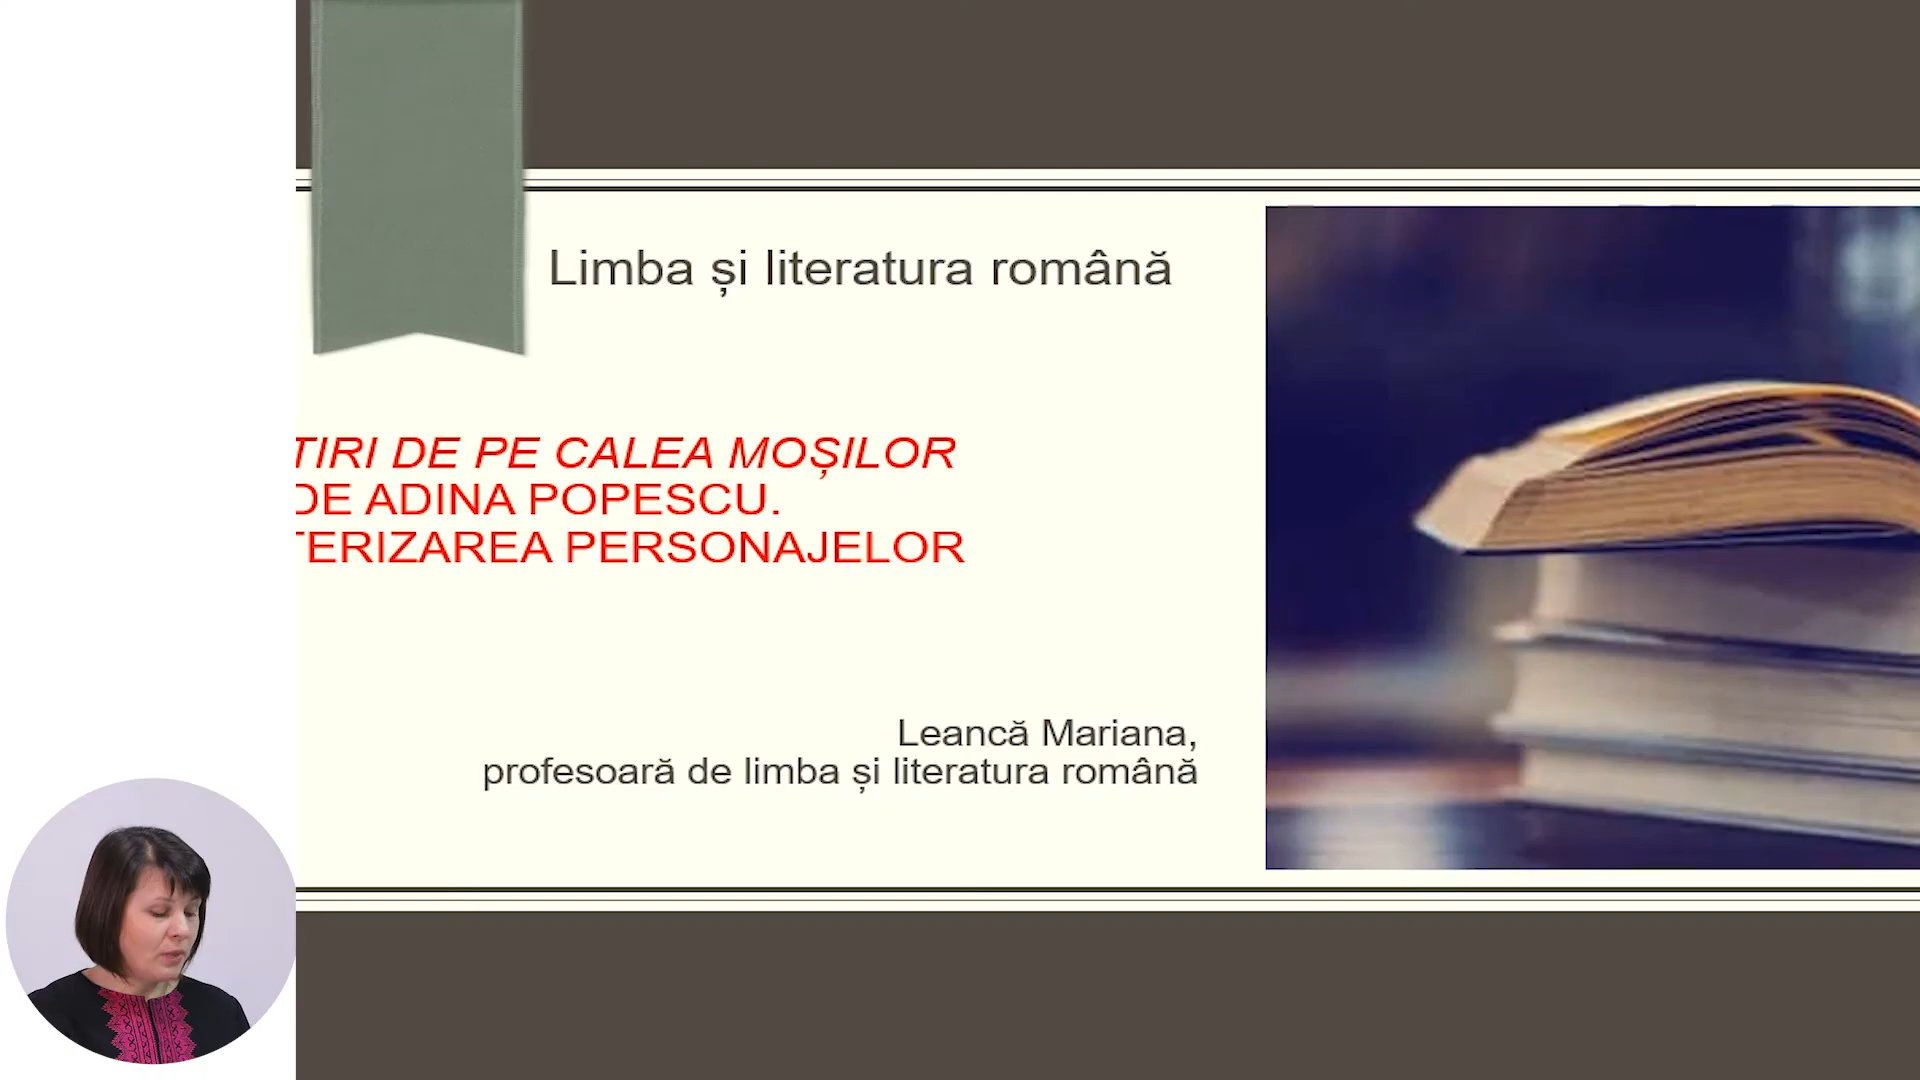 Limba și literatura română
TIRI DE PE CALEA MOȘILOR
DE ADINA POPESCU.
TERIZAREA PERSONAJELOR
Leancă Mariana,
profesoară de limba și literatura română